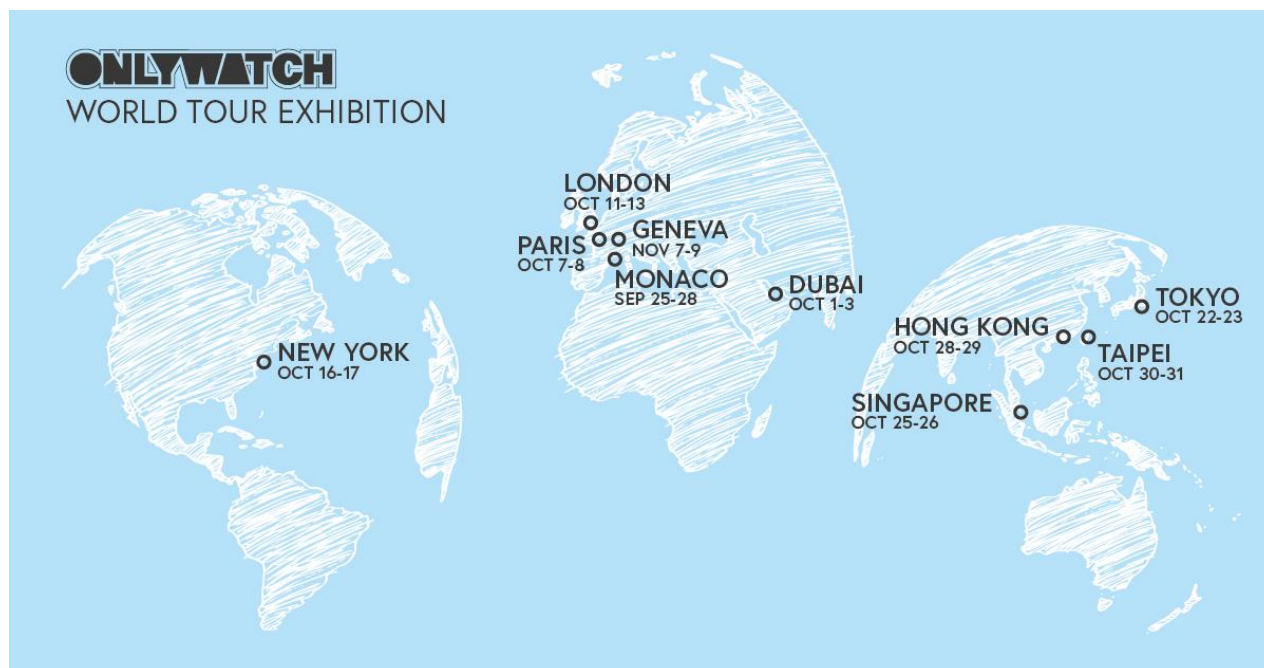 ONLYWATCH
WORLD TOUR EXHIBITION
LONDON
OCT 11-13
GENEVA
NOV 7-9
PARIS
OCT 7-8
MONACO
SEP 25-28
DUBAI
OCT 1-3
NEW YORK
OCT 16-17
TOKYO
OCT 22-23
HONG KONG
OCT 28-29
TAIPEI
OCT 30-31
SINGAPORE
OCT 25-26